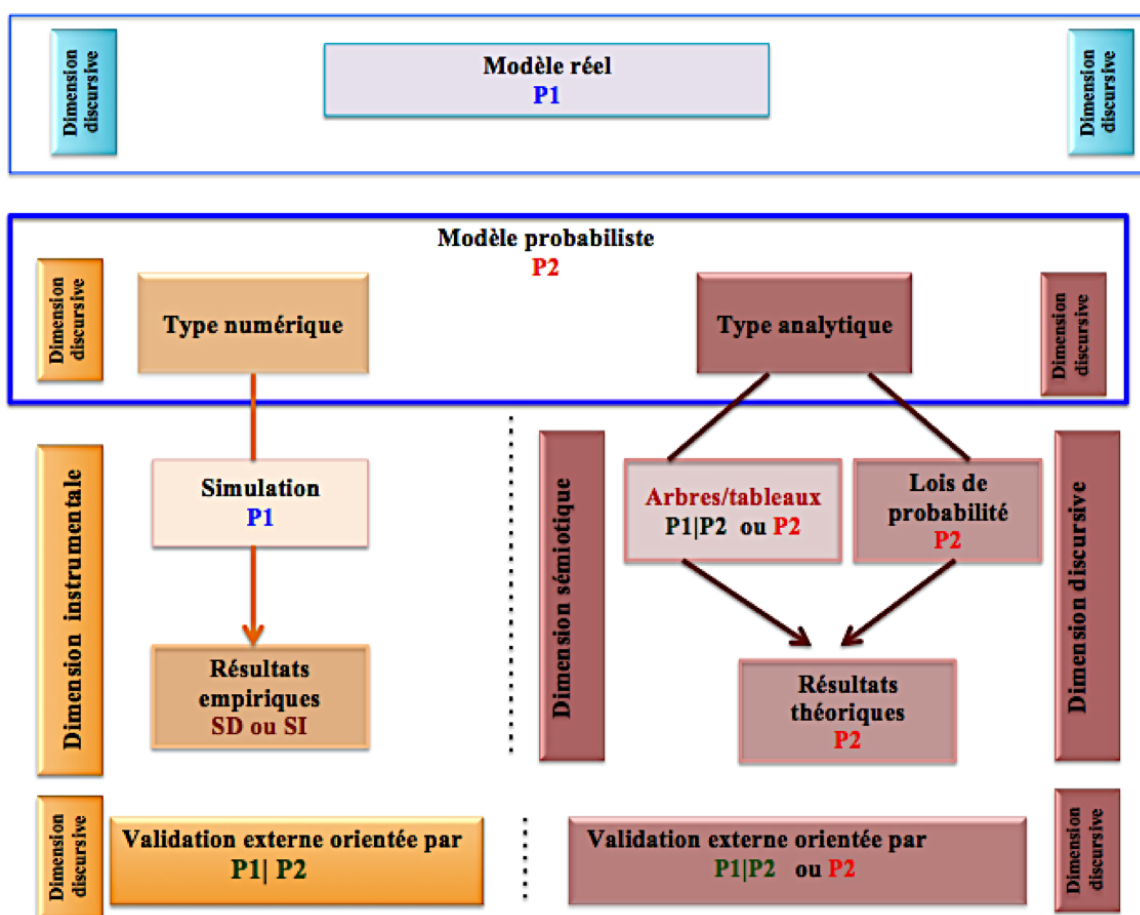 Dimension
discursive
Modèle réel
P1
Dimension
discursive
Modèle probabiliste
P2
Dimension
discursive
Type numérique
Type analytique
Dimension
discursive
Dimension instrumentale
Simulation
P1
Résultats
empiriques
SD ou SI
Dimension sémiotique
Arbres/tableaux
P1|P2 ou P2
Lois de
probabilité
P2
Résultats
théoriques
P2
Dimension discursive
Dimension
discursive
Validation externe orientée par
P1| P2
Validation externe orientée par
P1|P2 ou P2
Dimension
discursive